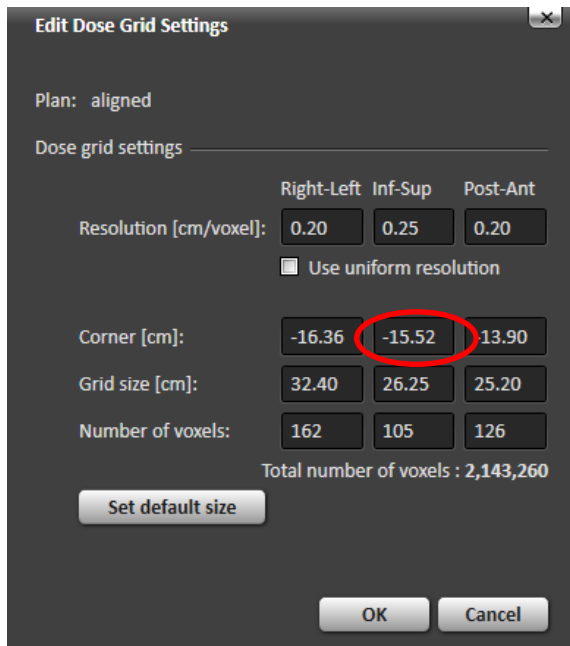 Edit Dose Grid Settings
Plan: aligned
Dose grid settings
Right-Left Inf-Sup Post-Ant
Resolution [cm/voxel]: 0.20 0.25 0.20
Use uniform resolution
Corner [cm]: -16.36 -15.52 -13.90
Grid size [cm]: 32.40 26.25 25.20
Number of voxels: 162 105 126
Total number of voxels : 2,143,260
Set default size
OK Cancel